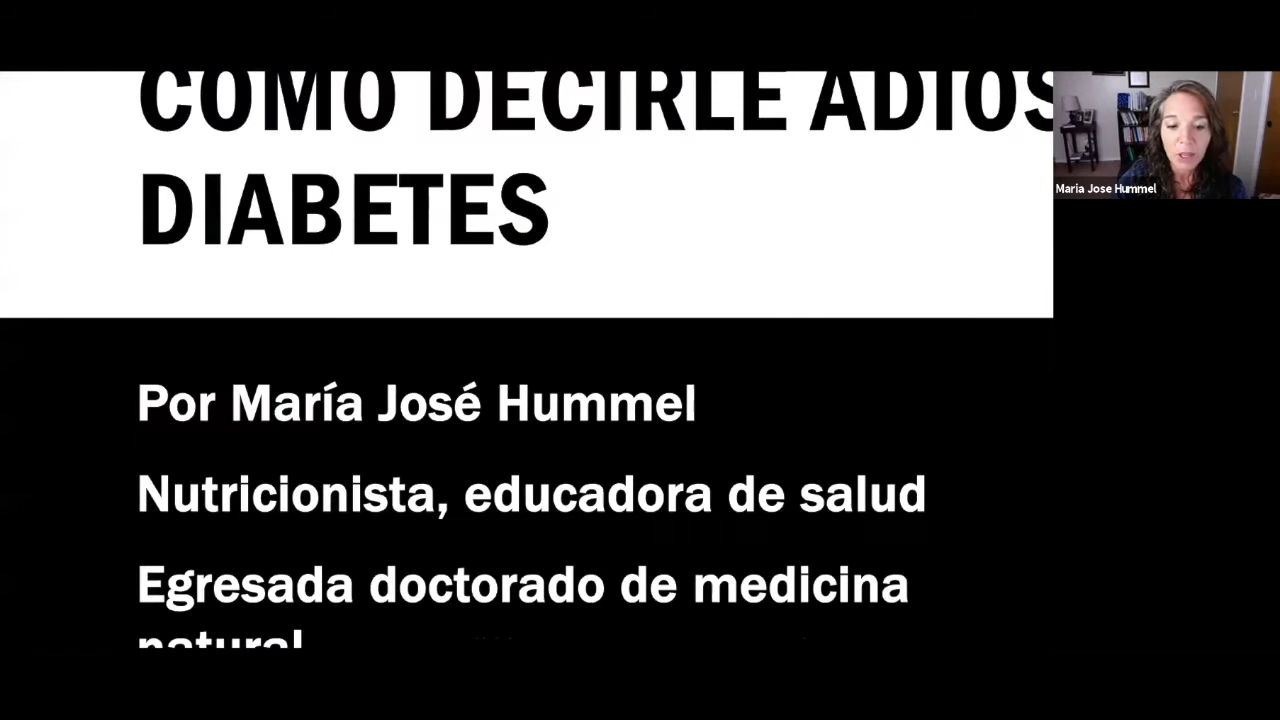 COMO DECIRLE ADIOS
DIABETES
Maria Jose Hummel
Por María José Hummel
Nutricionista, educadora de salud
Egresada doctorado de medicina
natural